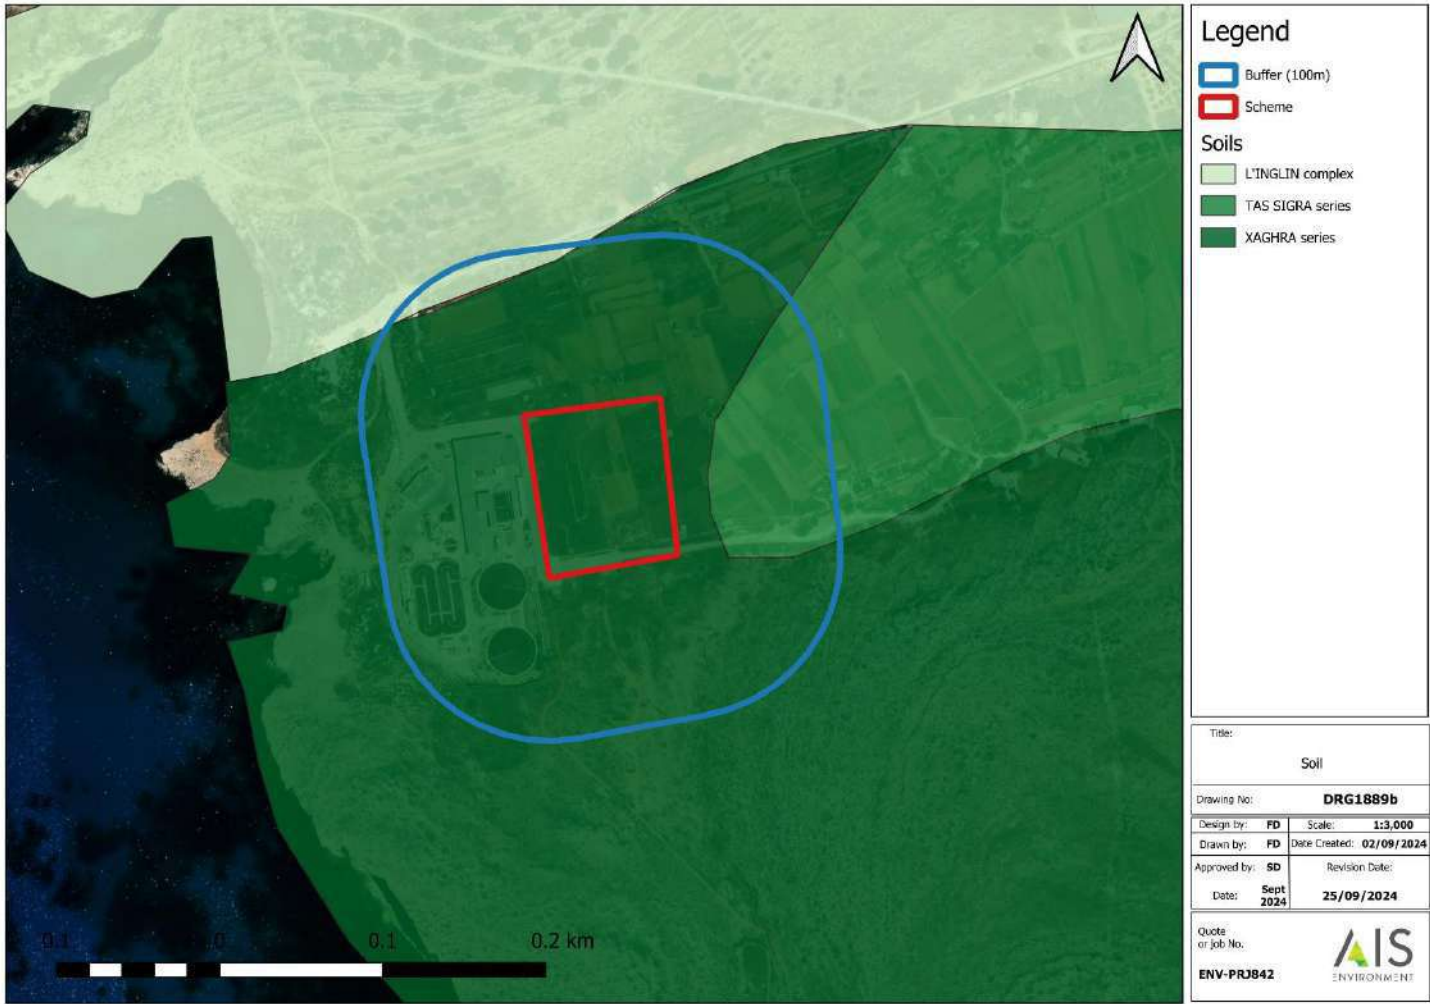 Legend
Buffer (100m)
Scheme
Soils
L'INGLIN complex
TAS SIGRA series
XAGHRA series
Title:
Soil
Drawing No: DRG1889b
Design by: FD Scale: 1:3,000
Drawn by: FD Date Created: 02/09/2024
Approved by: SD Revision Date:
Date: Sept 2024 25/09/2024
Quote
or job No.
ENV-PRJ842
AIS
ENVIRONMENT
0.1 0 0.1 0.2 km